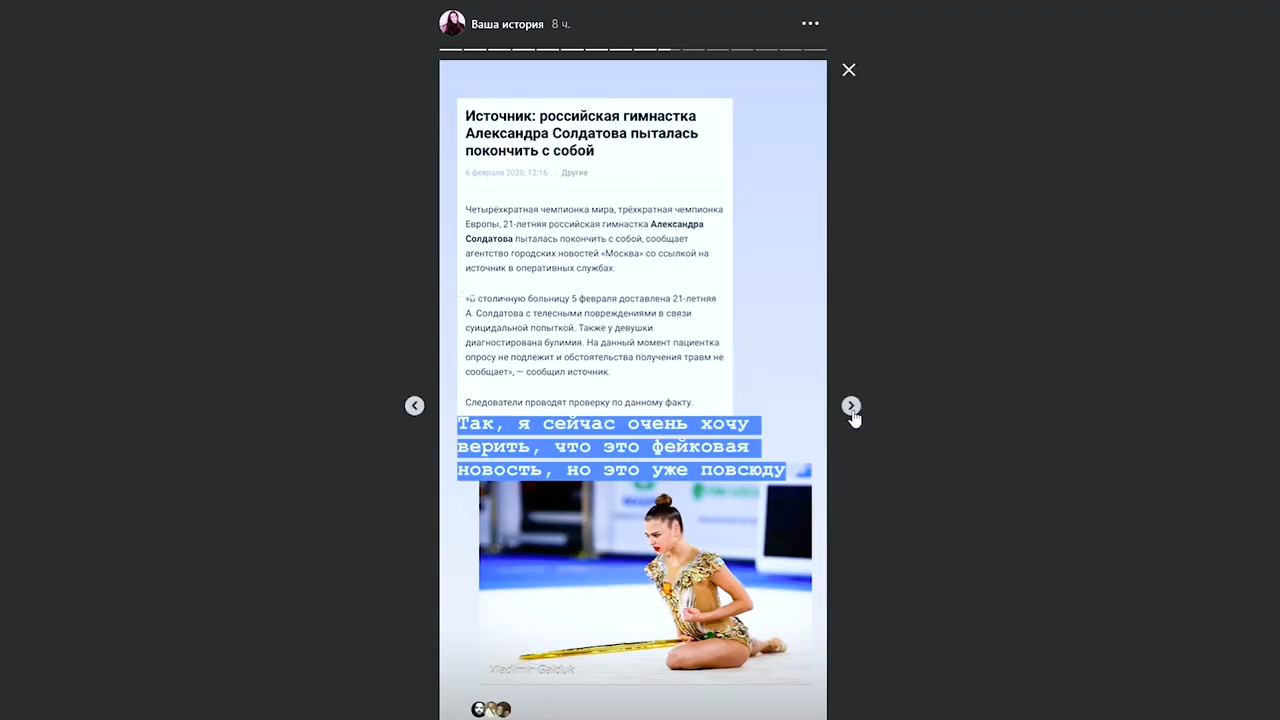 Ваша история 8 ч.
Источник: российская гимнастка
Александра Солдатова пыталась
покончить с собой
6 февраля 2020, 12:16 · Другие
Четырёхкратная чемпионка мира, трёхкратная чемпионка
Европы, 21-летняя российская гимнастка Александра
Солдатова пыталась покончить с собой, сообщает
агентство городских новостей «Москва» со ссылкой на
источник в оперативных службах.
«В столичную больницу 5 февраля доставлена 21-летняя
А. Солдатова с телесными повреждениями в связи
суицидальной попыткой. Также у девушки
диагностирована булимия. На данный момент пациентка
опросу не подлежит и обстоятельства получения травм не
сообщает», — сообщил источник.
Следователи проводят проверку по данному факту.
Так, я сейчас очень хочу
верить, что это фейковая
новость, но это уже повсюду
Vladimir Gaiduk